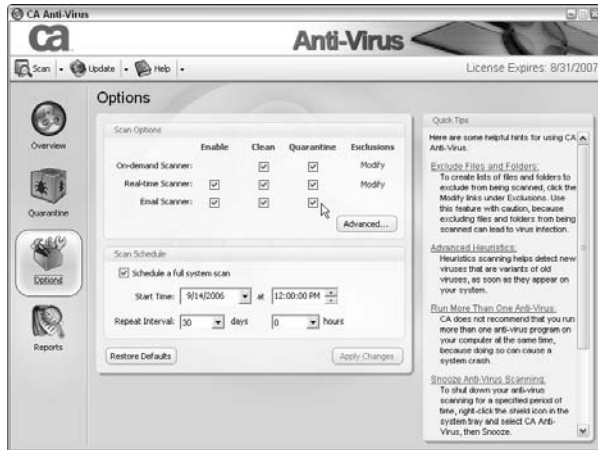 CA Anti-Virus
ca
Anti-Virus
Scan Update Help
License Expires: 8/31/2007
Overview
Quarantine
Options
Reports
Options
Scan Options
Enable Clean Quarantine Exclusions
On-demand Scanner: Modify
Real-time Scanner: Modify
Email Scanner:
Advanced...
Scan Schedule
Schedule a full system scan
Start Time: 9/14/2006 at 12:00:00 PM
Repeat Interval: 30 days 0 hours
Restore Defaults Apply Changes
Quick Tips
Here are some helpful hints for using CA
Anti-Virus.
Exclude Files and Folders:
To create lists of files and folders to
exclude from being scanned, click the
Modify links under Exclusions. Use
this feature with caution, because
excluding files and folders from being
scanned can lead to virus infection.
Advanced Heuristics:
Heuristics scanning helps detect new
viruses that are variants of old
viruses, as soon as they appear on
your system.
Run More Than One Anti-Virus:
CA does not recommend that you run
more than one anti-virus program on
your computer at the same time,
because doing so can cause a
system crash.
Snooze Anti-Virus Scanning:
To shut down your anti-virus
scanning for a specified period of
time, right-click the shield icon in the
system tray and select CA Anti-
Virus, then Snooze.